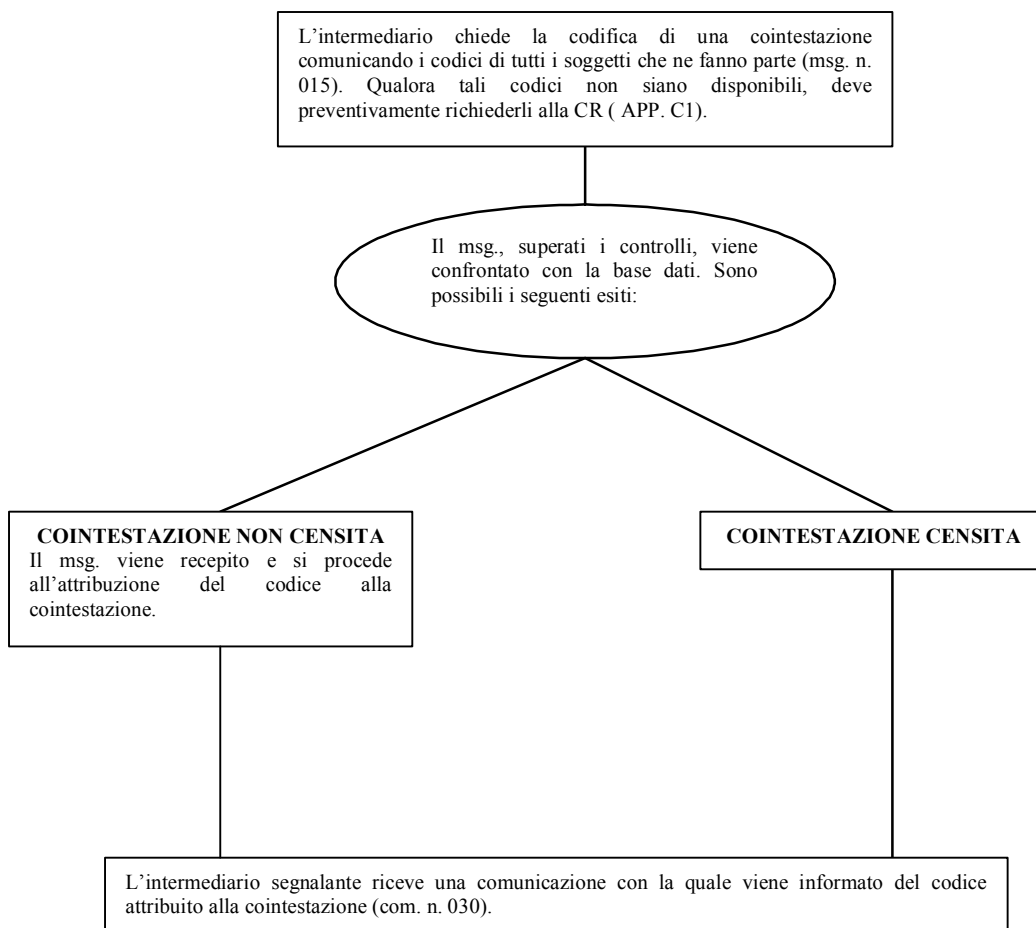 L’intermediario chiede la codifica di una cointestazione
comunicando i codici di tutti i soggetti che ne fanno parte (msg. n.
015). Qualora tali codici non siano disponibili, deve
preventivamente richiederli alla CR ( APP. C1).
Il msg., superati i controlli, viene
confrontato con la base dati. Sono
possibili i seguenti esiti:
COINTESTAZIONE NON CENSITA
Il msg. viene recepito e si procede
all’attribuzione del codice alla
cointestazione.
COINTESTAZIONE CENSITA
L’intermediario segnalante riceve una comunicazione con la quale viene informato del codice
attribuito alla cointestazione (com. n. 030).